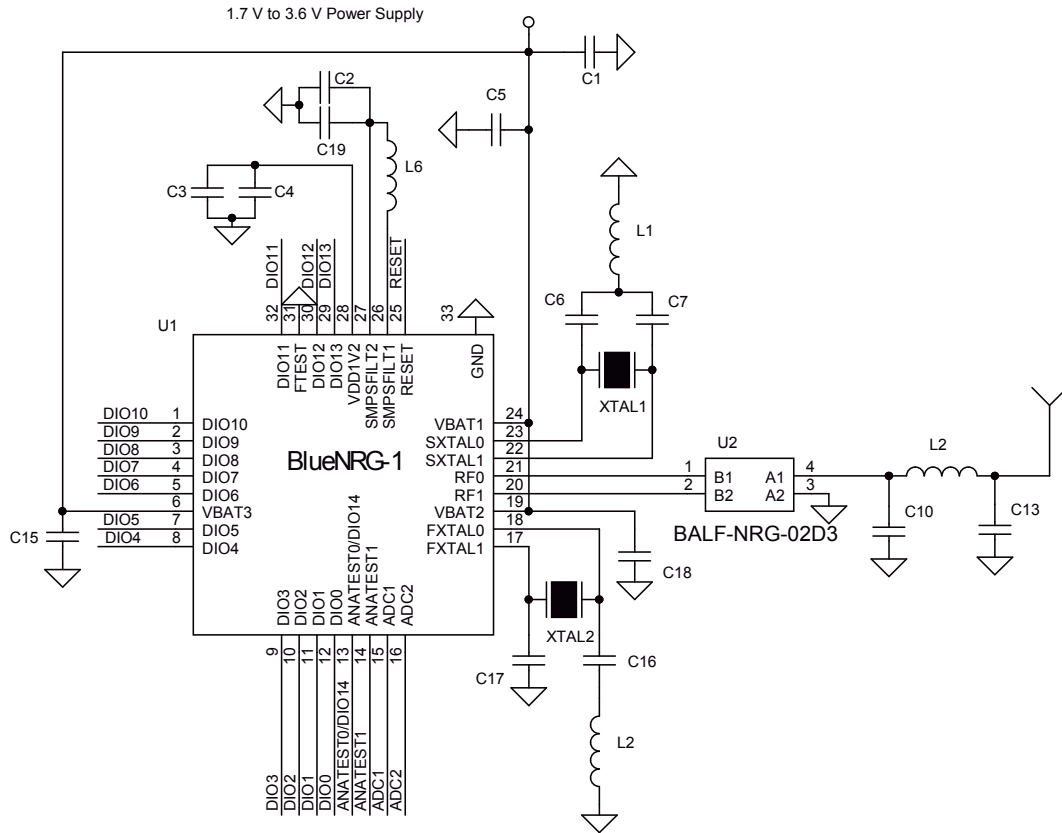 1.7 V to 3.6 V Power Supply
C1
C2
C5
C19
L6
C3
C4
L1
DIO11
DIO12
DIO13
RESET
C6
C7
32
31
30
29
28
27
26
25
33
U1
DIO11
FTEST
DIO12
DIO13
VDD1V2
SMPSFILT2
SMPSFILT1
RESET
GND
XTAL1
BlueNRG-1
DIO10 1 DIO10
DIO9 2 DIO9
DIO8 3 DIO8
DIO7 4 DIO7
DIO6 5 DIO6
6 VBAT3
DIO5 7 DIO5
DIO4 8 DIO4
C15
VBAT1 24
SXTAL0 23
SXTAL1 22
RF0 21
RF1 20
VBAT2 19
FXTAL0 18
FXTAL1 17
U2
1 B1 A1 4
2 B2 A2 3
BALF-NRG-02D3
L2
C10
C13
C18
DIO3
DIO2
DIO1
DIO0
ANATEST0/DIO14
ANATEST1
ADC1
ADC2
XTAL2
9
10
11
12
13
14
15
16
C17
C16
L2
DIO3
DIO2
DIO1
DIO0
ANATEST0/DIO14
ANATEST1
ADC1
ADC2